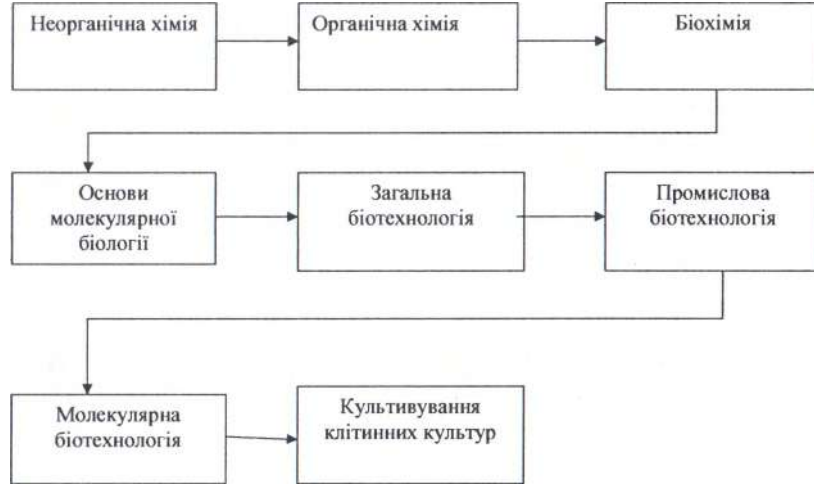 Неорганічна хімія
Органічна хімія
Біохімія
Основи
молекулярної
біології
Загальна
біотехнологія
Промислова
біотехнологія
Молекулярна
біотехнологія
Культивування
клітинних культур